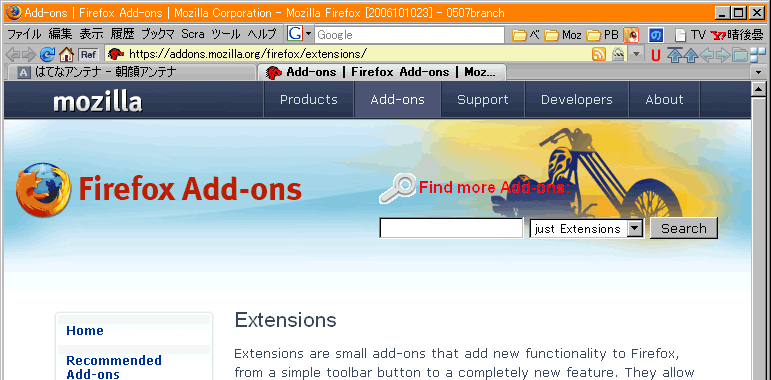 Add-ons | Firefox Add-ons | Mozilla Corporation - Mozilla Firefox [2006101023] - 0507branch
ファイル 編集 表示 履歴 ブックマ Scra ツール ヘルプ G Google べ Moz PB の TV Y! 晴後曇
Ref https://addons.mozilla.org/firefox/extensions/ U
A はてなアンテナ - 朝顔アンテナ Add-ons | Firefox Add-ons | Moz...
mozilla Products Add-ons Support Developers About
Firefox Add-ons
Find more Add-ons:
just Extensions Search
Home
Recommended
Add-ons
Extensions
Extensions are small add-ons that add new functionality to Firefox,
from a simple toolbar button to a completely new feature. They allow